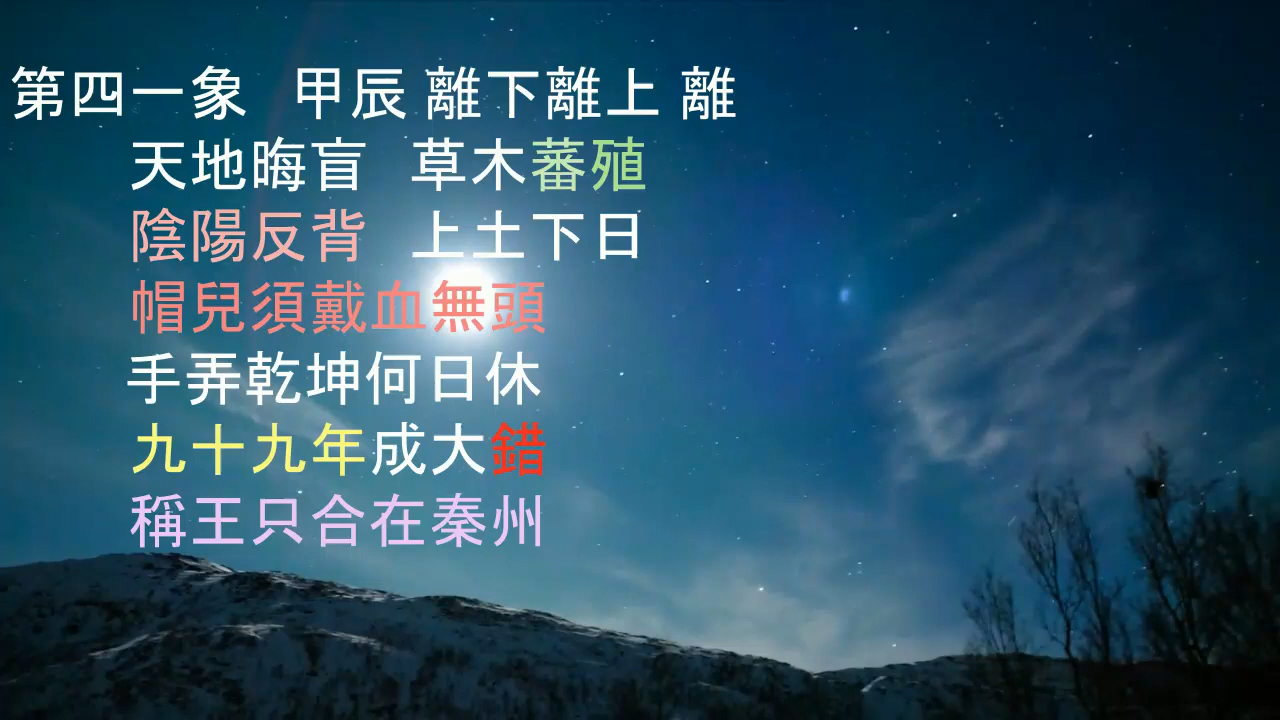 第四一象 甲辰 離下離上 離
天地晦盲 草木蕃殖
陰陽反背 上土下日
帽兒須戴血無頭
手弄乾坤何日休
九十九年成大錯
稱王只合在秦州